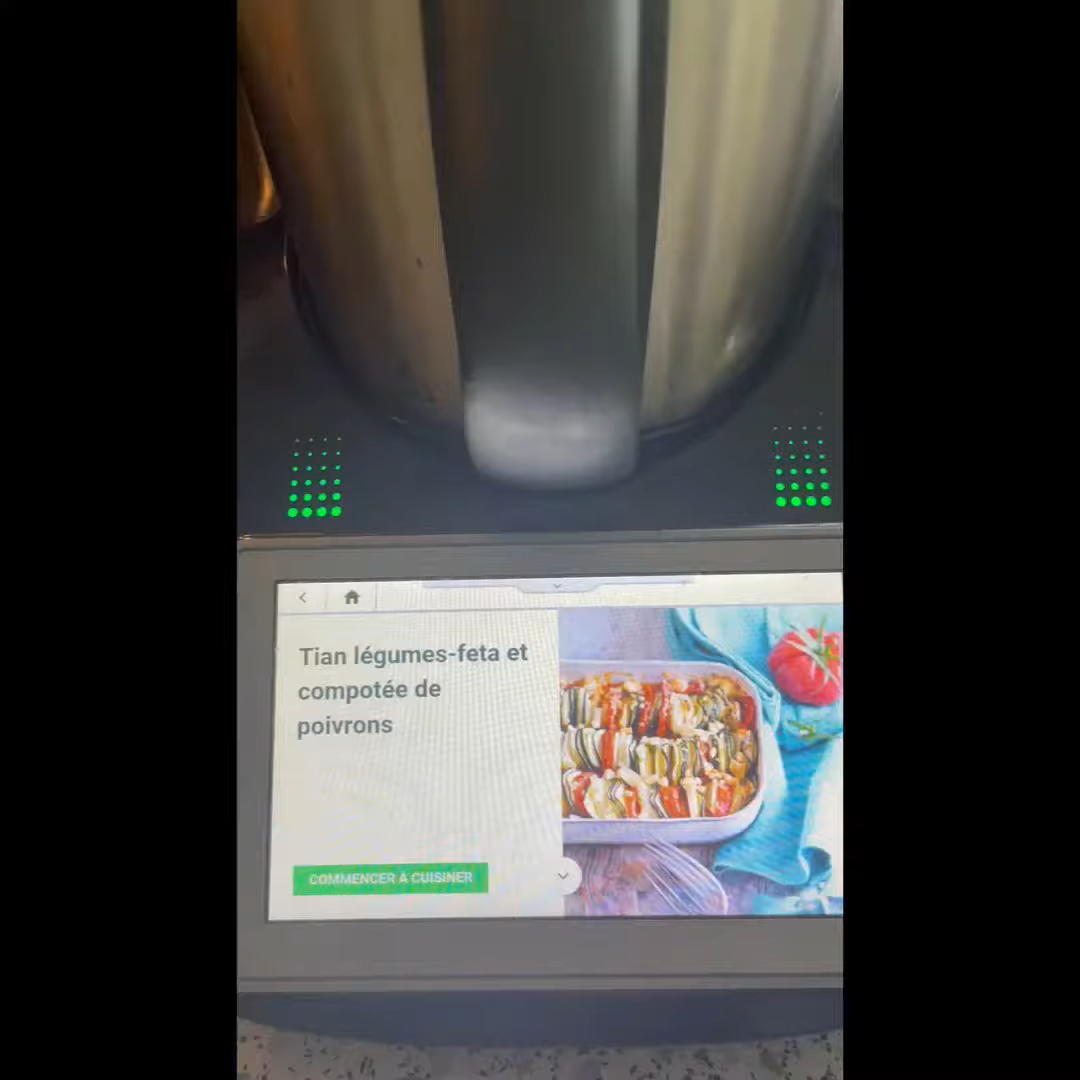 Tian légumes-feta et
compotée de
poivrons
COMMENCER À CUISINER